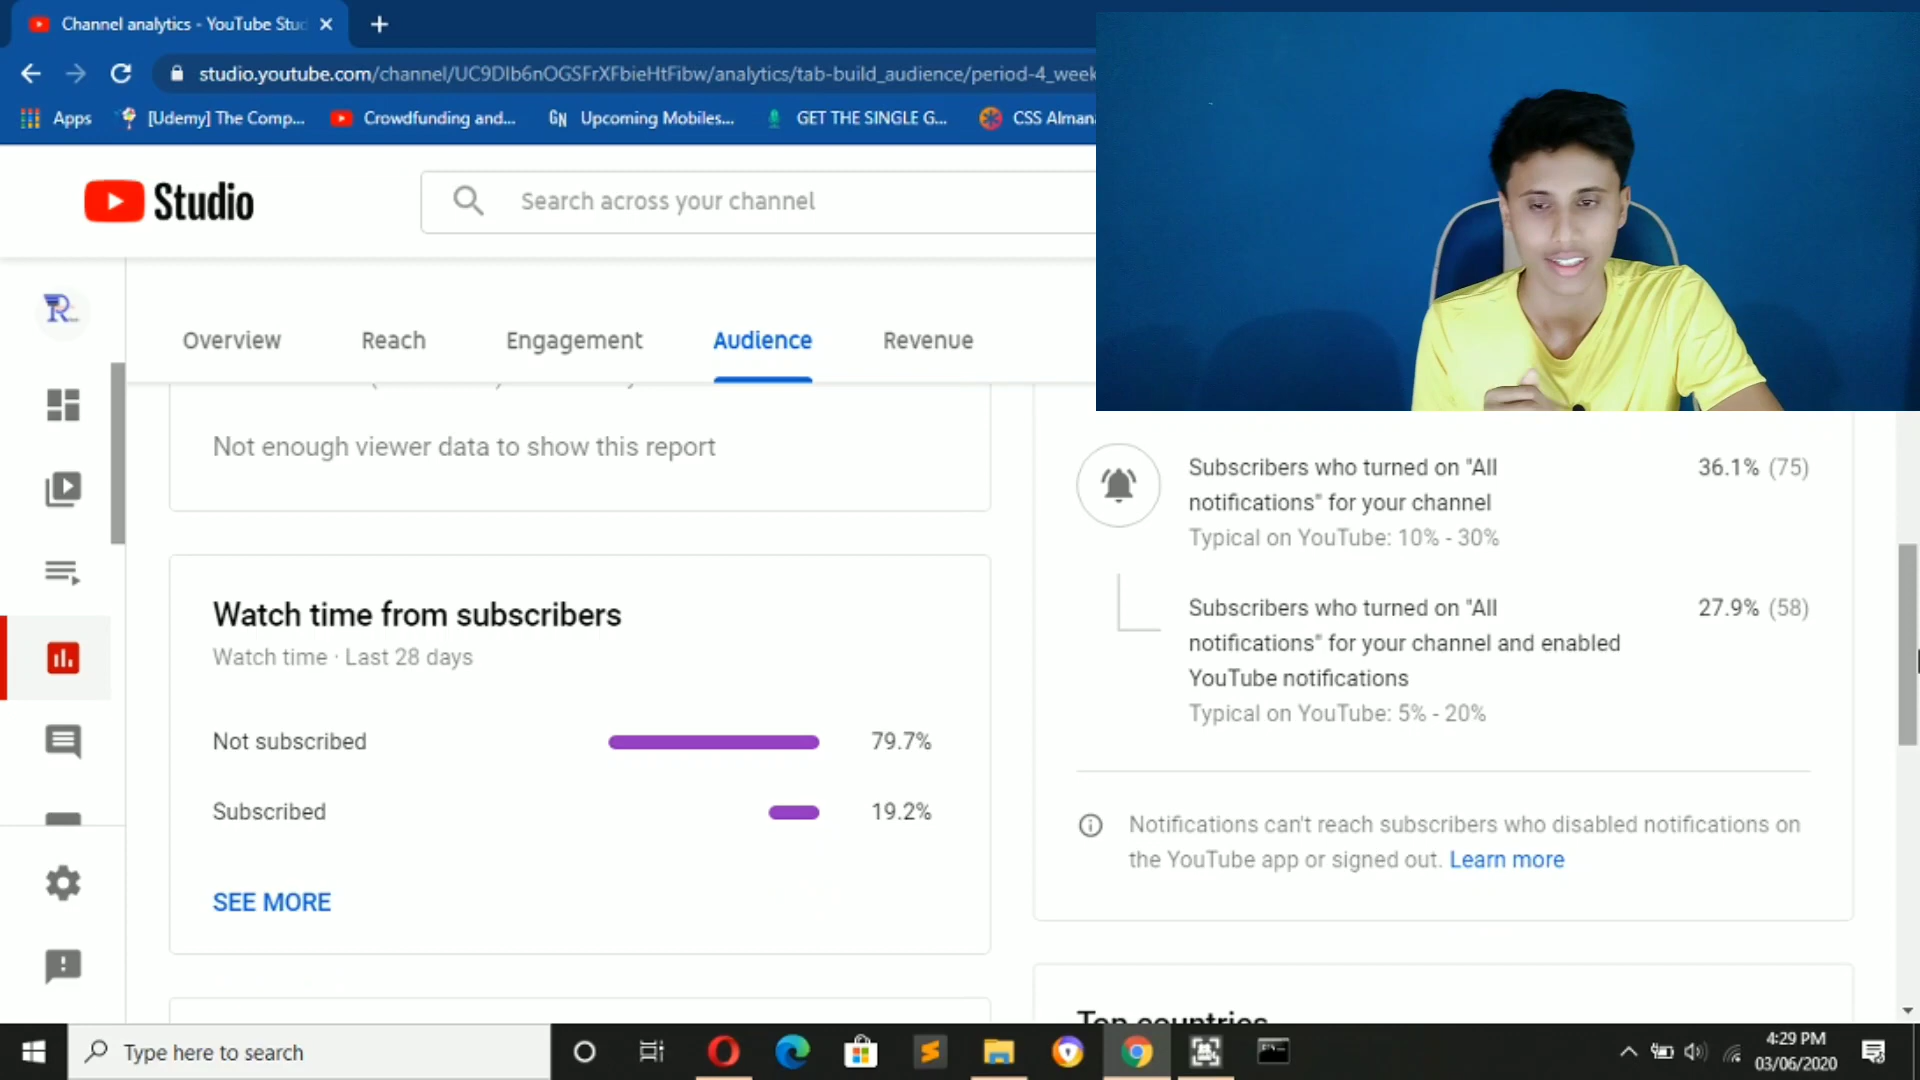 Channel analytics - YouTube Stu
studio.youtube.com/channel/UC9DIb6nOGSFrXFbieHtFibw/analytics/tab-build_audience/period-4_week
Apps
[Udemy] The Comp...
Crowdfunding and...
GN
Upcoming Mobiles...
GET THE SINGLE G...
CSS Alman
Studio
Search across your channel
R
Overview
Reach
Engagement
Audience
Revenue
Not enough viewer data to show this report
Watch time from subscribers
Watch time · Last 28 days
Not subscribed 79.7%
Subscribed 19.2%
SEE MORE
Subscribers who turned on "All 36.1% (75)
notifications" for your channel
Typical on YouTube: 10% - 30%
Subscribers who turned on "All 27.9% (58)
notifications" for your channel and enabled
YouTube notifications
Typical on YouTube: 5% - 20%
Notifications can't reach subscribers who disabled notifications on
the YouTube app or signed out. Learn more
Top countries
Type here to search
4:29 PM
03/06/2020